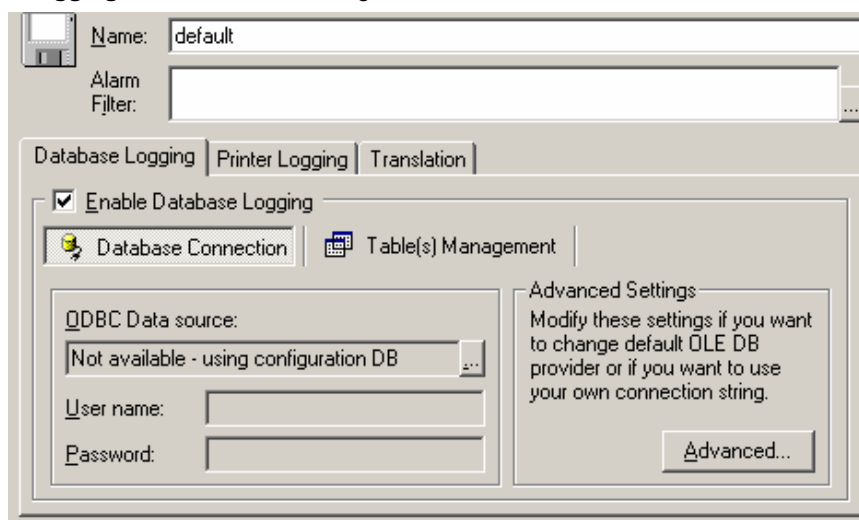 Name: default
Alarm
Filter:
...
Database Logging Printer Logging Translation
Enable Database Logging
Database Connection Table(s) Management
Advanced Settings
ODBC Data source:
Modify these settings if you want
to change default OLE DB
provider or if you want to use
your own connection string.
Not available - using configuration DB ...
User name:
Password:
Advanced...